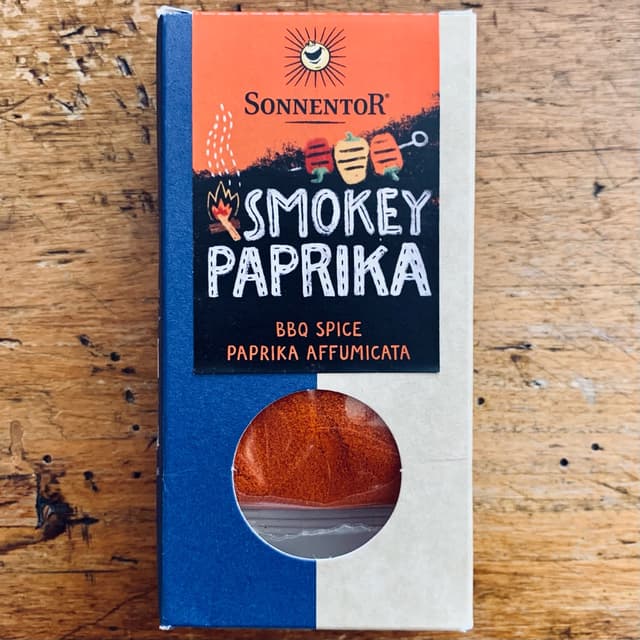 SONNENTOR®
SMOKEY
PAPRIKA
BBQ SPICE
PAPRIKA AFFUMICATA